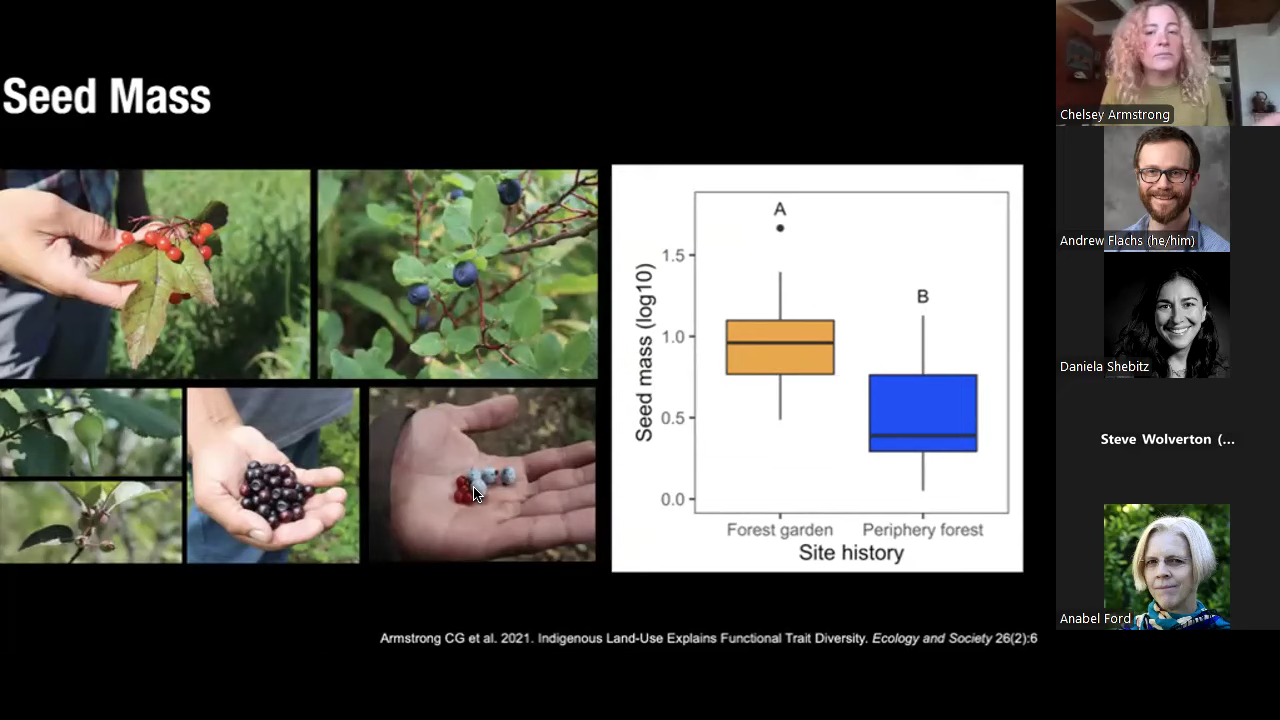 Seed Mass
A
B
Seed mass (log10)
1.5
1.0
0.5
0.0
Forest garden
Periphery forest
Site history
Armstrong CG et al. 2021. Indigenous Land-Use Explains Functional Trait Diversity. Ecology and Society 26(2):6
Chelsey Armstrong
Andrew Flachs (he/him)
Daniela Shebitz
Steve Wolverton (...
Anabel Ford